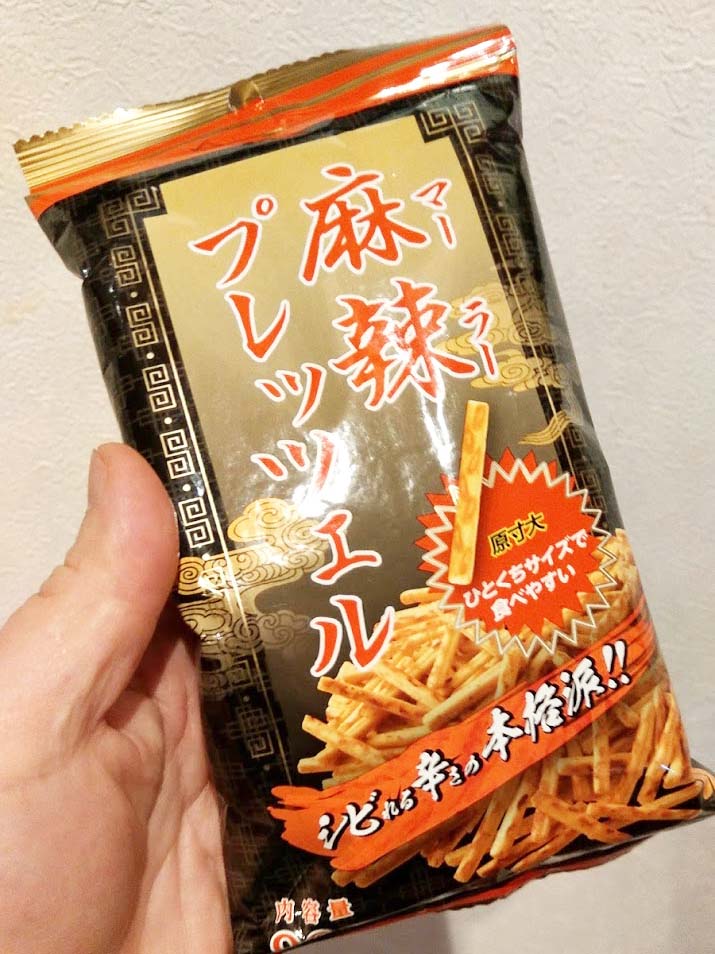 麻辣
マーラー
プレッツェル
原寸大
ひとくちサイズで
食べやすい
シビれる辛さの本格派!!
内容量